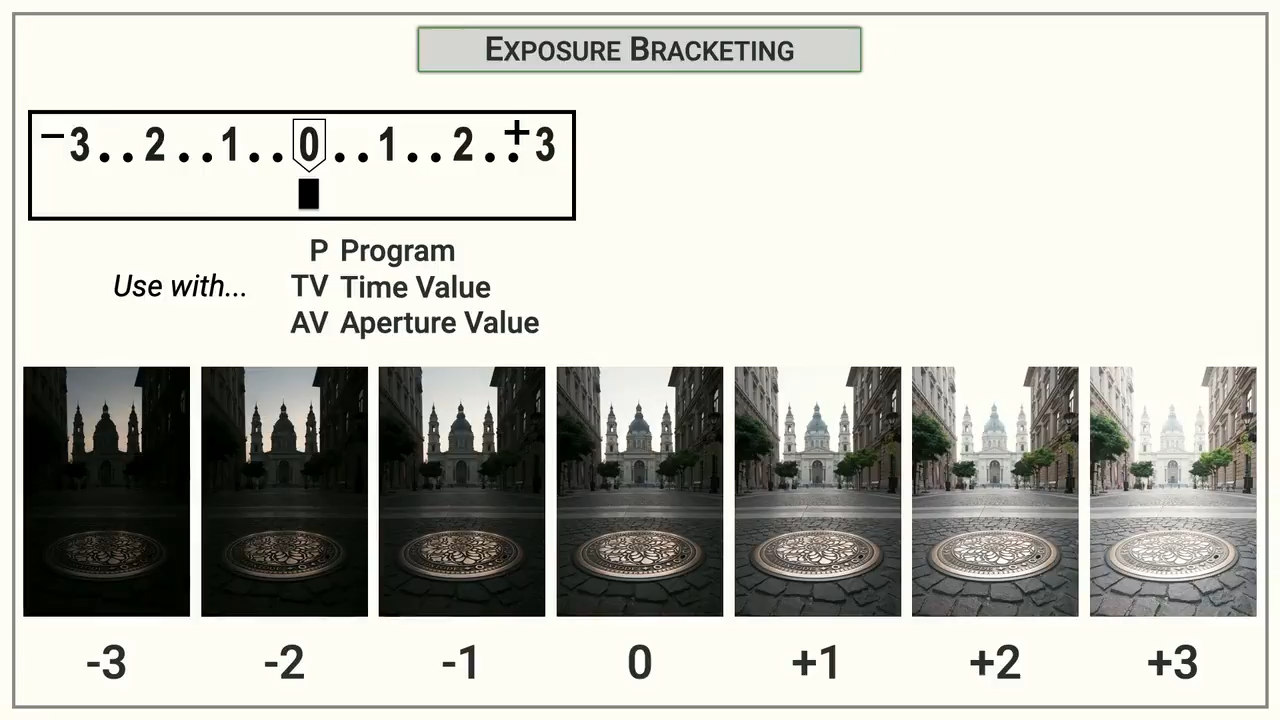 EXPOSURE BRACKETING
−3..2..1..0..1..2..+3
P Program
Use with...
TV Time Value
AV Aperture Value
-3 -2 -1 0 +1 +2 +3